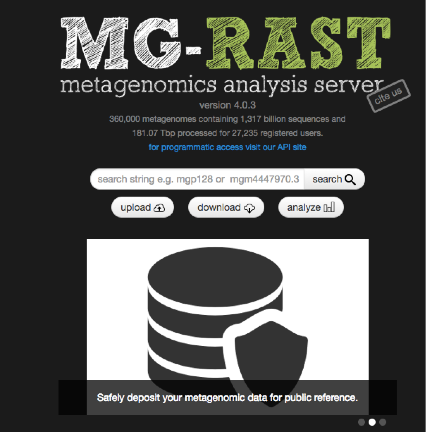 MG-RAST
metagenomics analysis server
cite us
version 4.0.3
360,000 metagenomes containing 1,317 billion sequences and
181.07 Tbp processed for 27,235 registered users.
for programmatic access visit our API site
search string e.g. mgp128 or mgm4447970.3 search
upload download analyze
Safely deposit your metagenomic data for public reference.